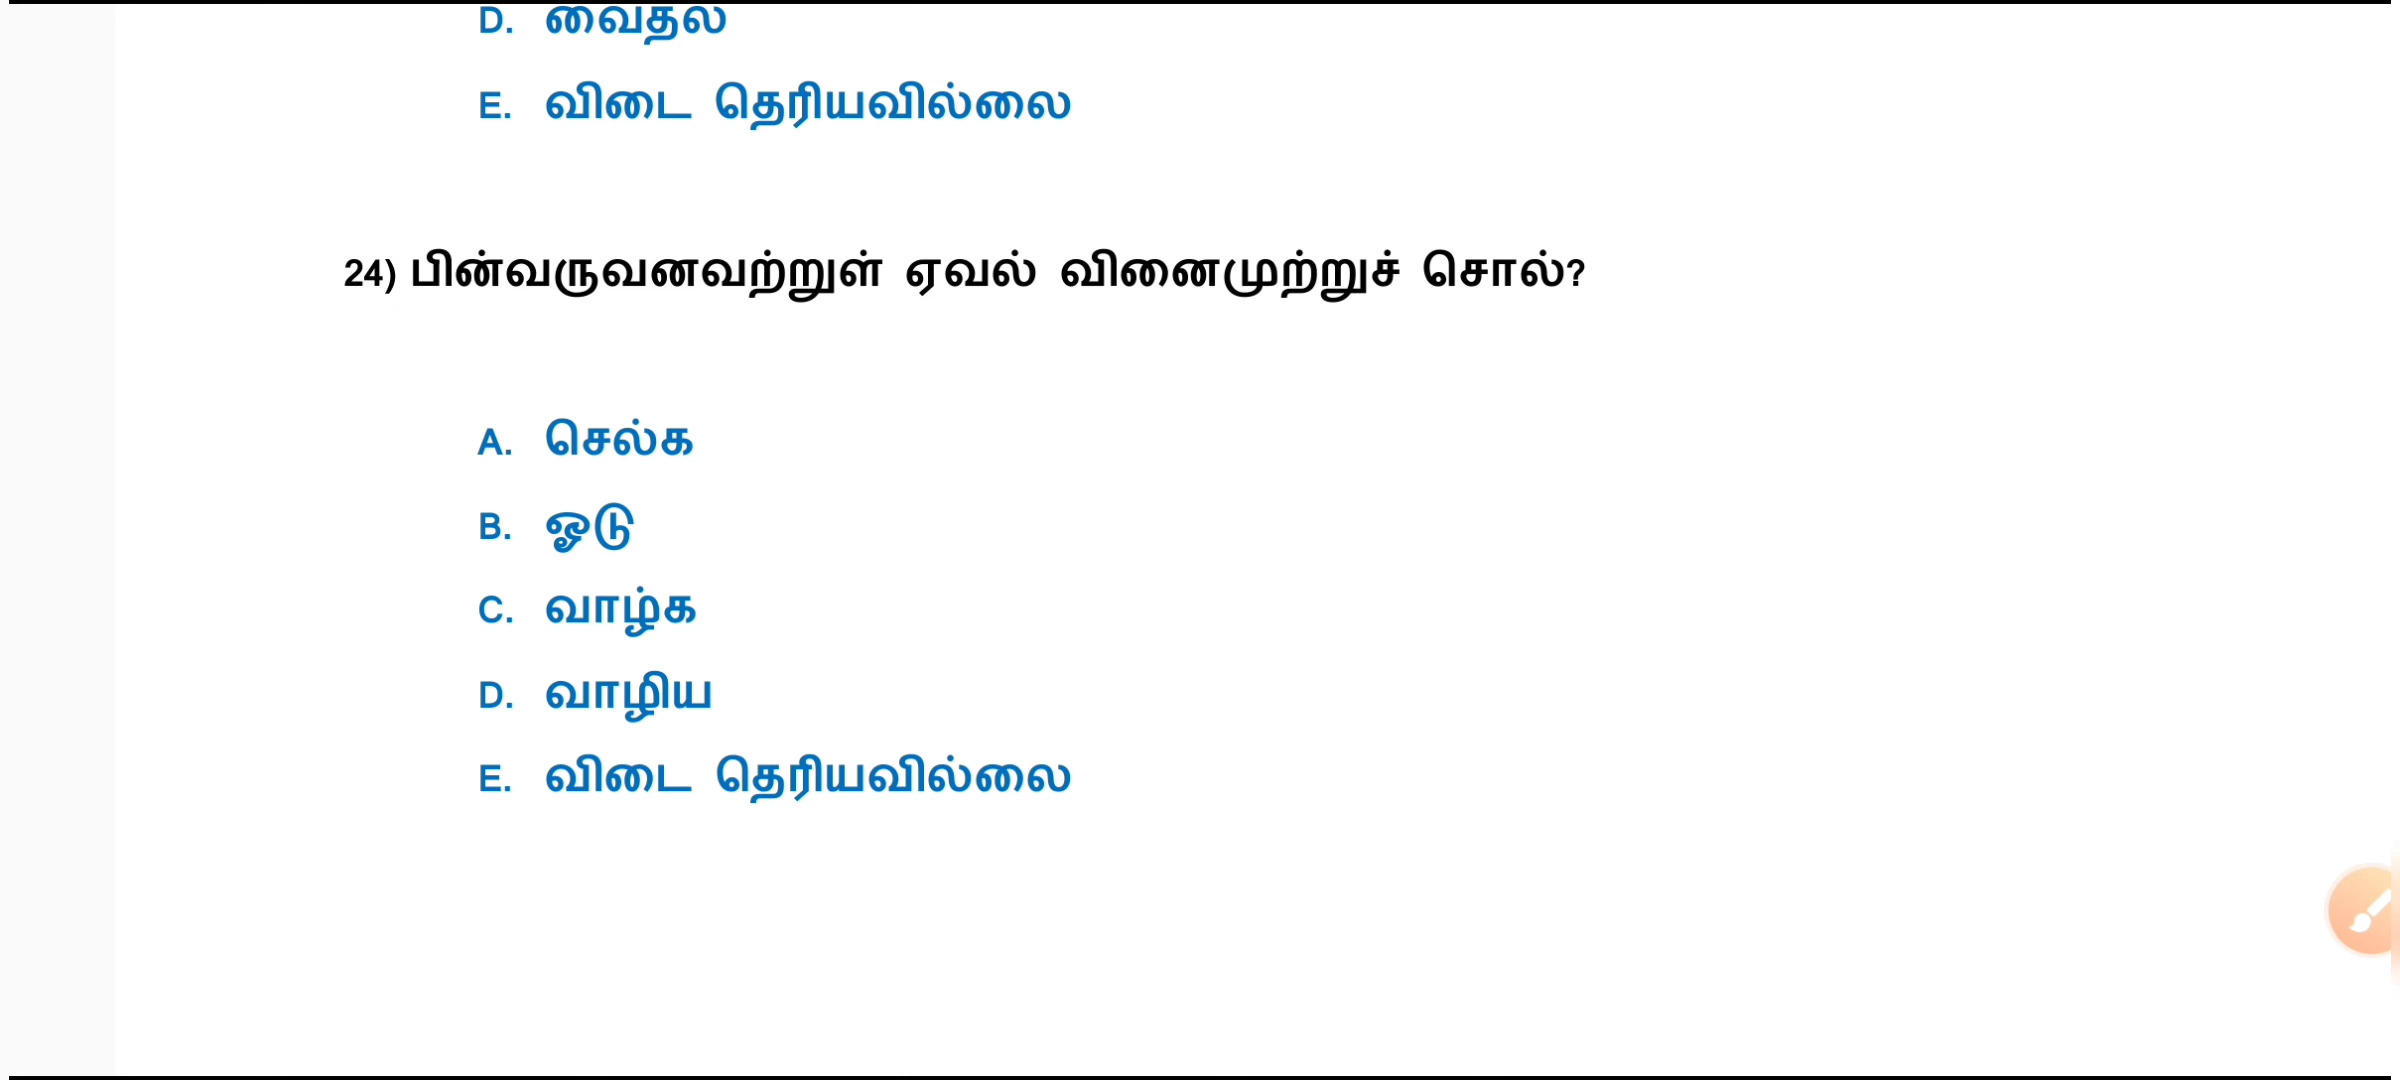 D. வைதல்
E. விடை தெரியவில்லை
24) பின்வருவனவற்றுள் ஏவல் வினைமுற்றுச் சொல்?
A. செல்க
B. ஓடு
C. வாழ்க
D. வாழிய
E. விடை தெரியவில்லை